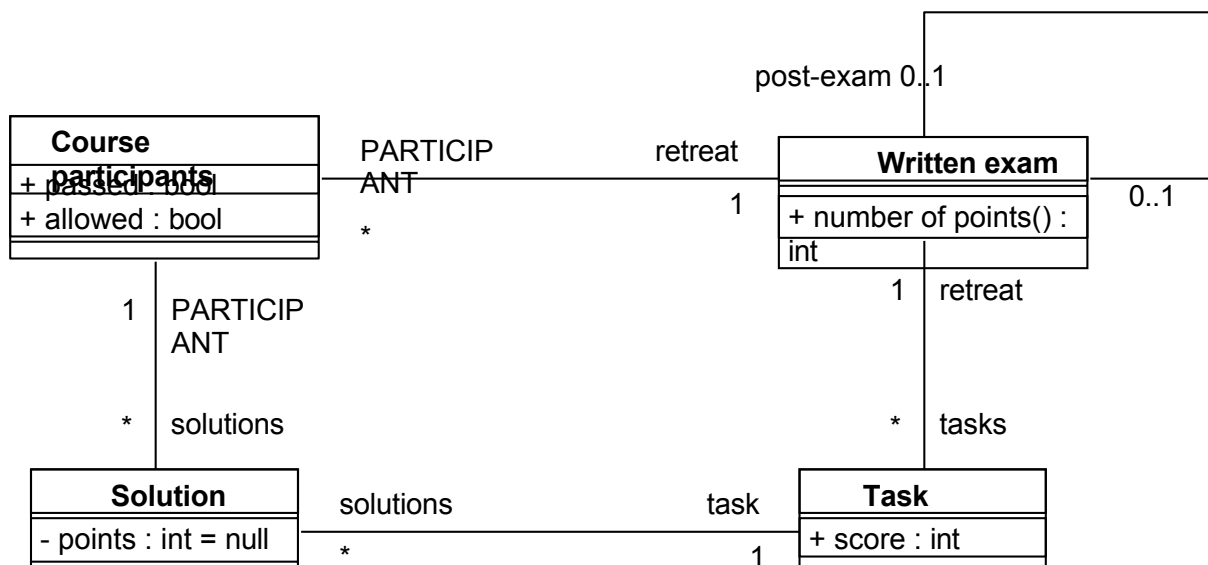 post-exam 0..1
Course
participants
+ passed : bool
+ allowed : bool
PARTICIP
ANT
*
retreat
1
Written exam
+ number of points() :
int
0..1
1
PARTICIP
ANT
1
retreat
*
solutions
*
tasks
Solution
- points : int = null
solutions
*
task
1
Task
+ score : int